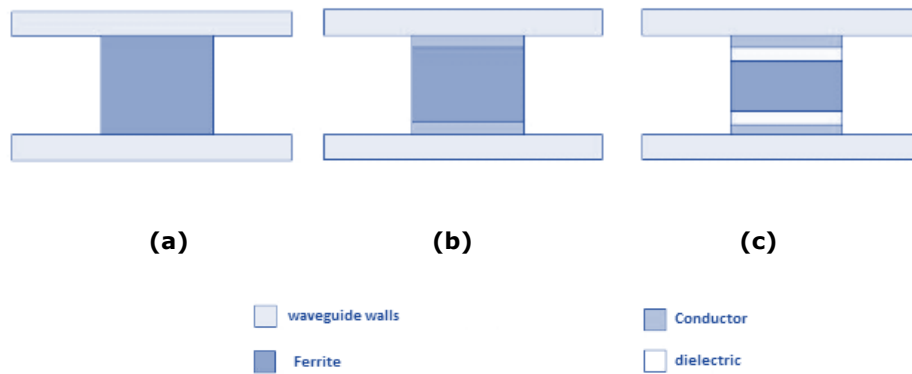 (a)
(b)
(c)
waveguide walls
Conductor
Ferrite
dielectric